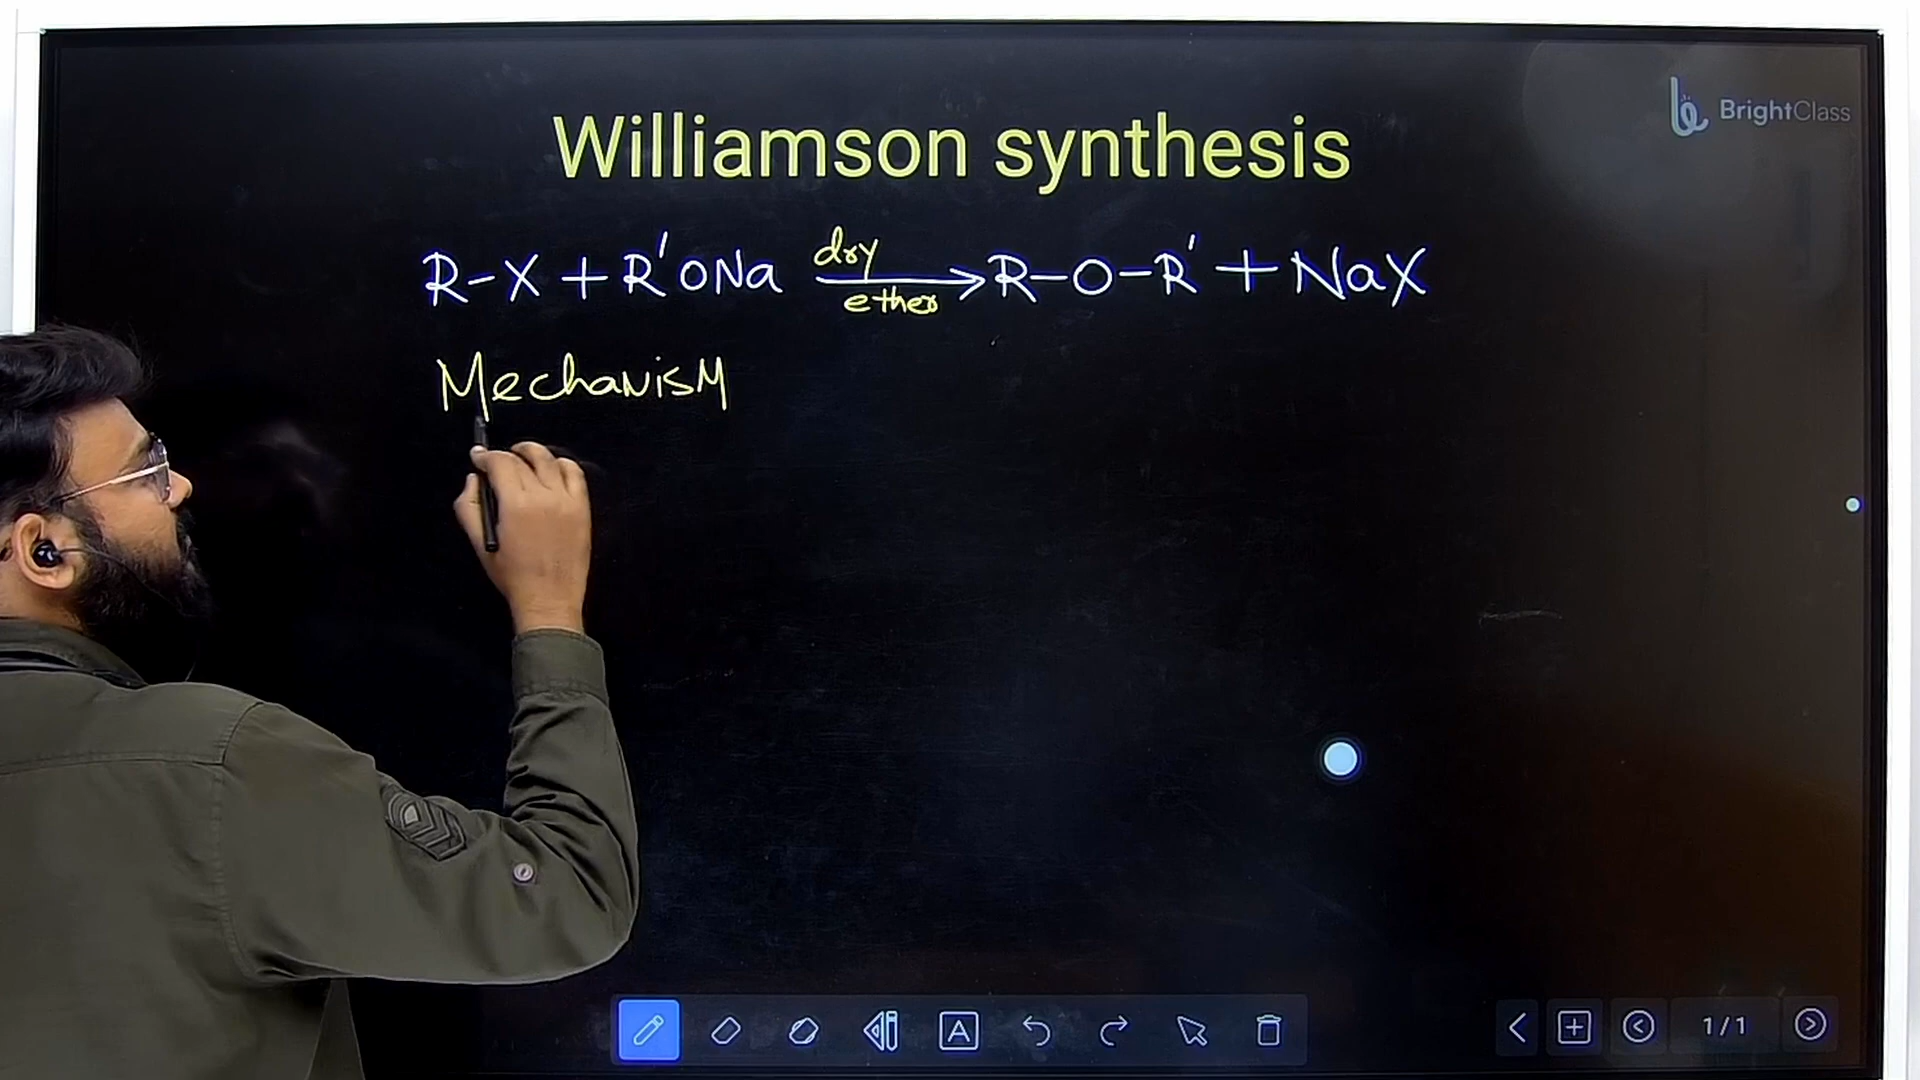 BrightClass
Williamson synthesis
R-X + R'ONa dry ether → R-O-R' + NaX
Mechanism
A
1/1